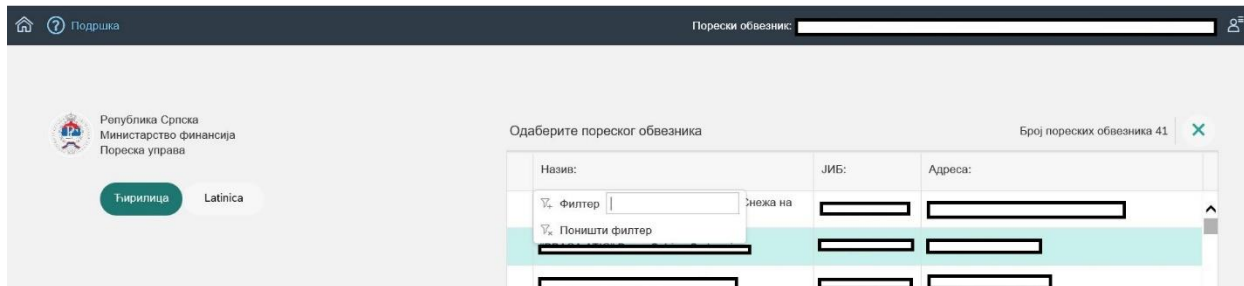 Подршка
Порески обвезник:
Република Српска
Министарство финансија
Пореска управа
Ћирилица
Latinica
Одаберите пореског обвезника
Број пореских обвезника 41
Назив: ЈИБ: Адреса:
Филтер
Снежа на
Поништи филтер